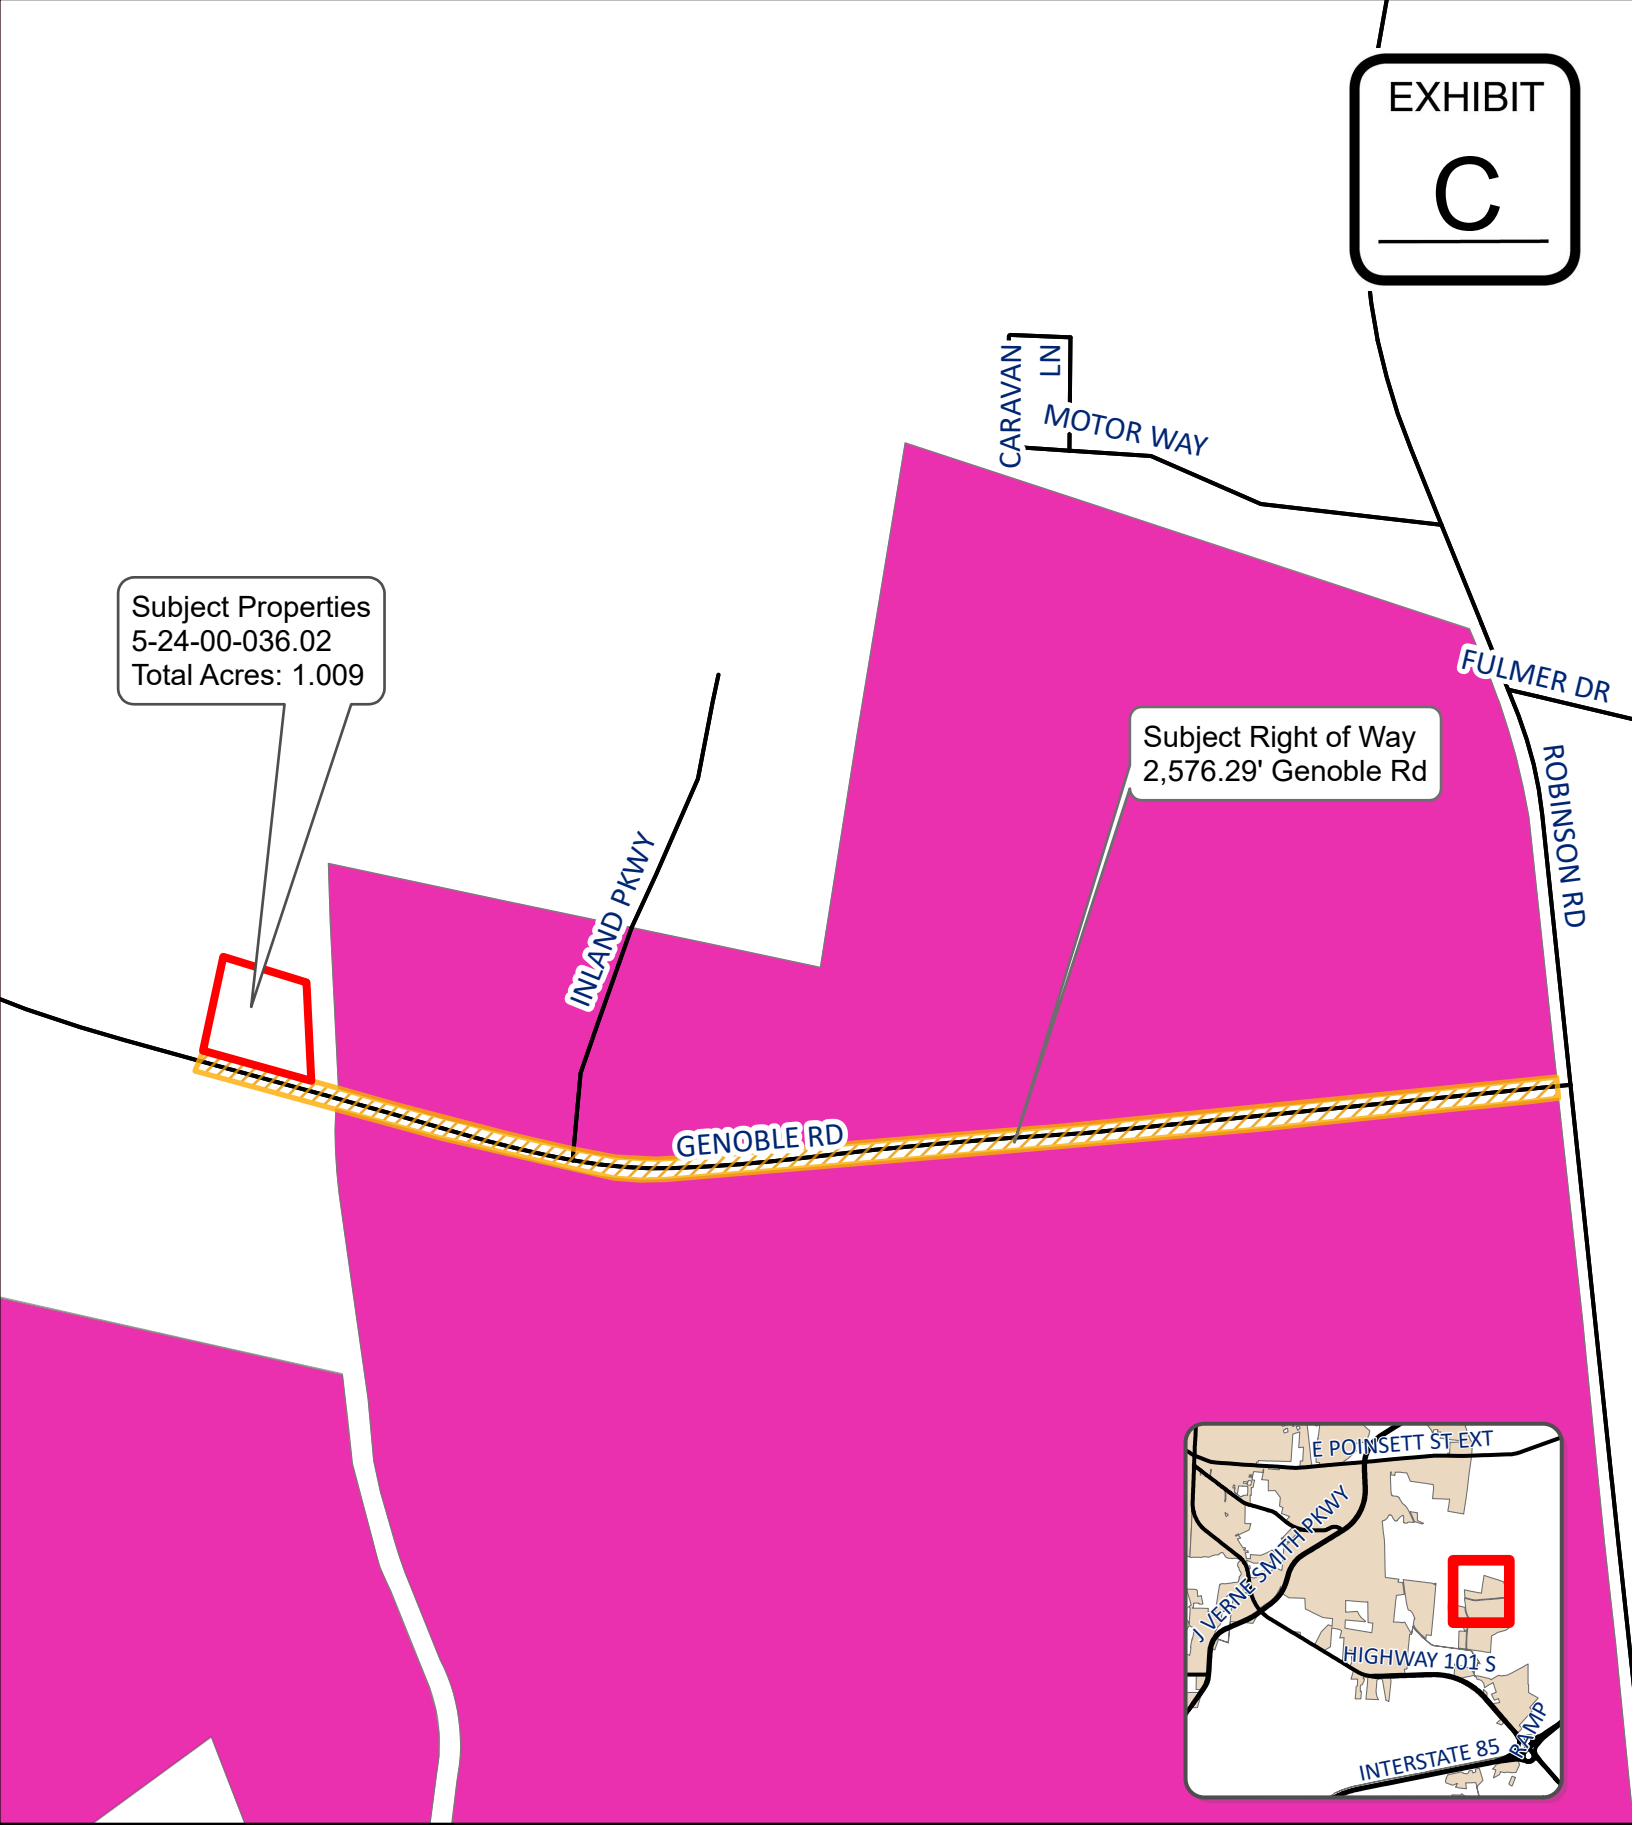 EXHIBIT
C
CARAVAN
LN
MOTOR WAY
Subject Properties
5-24-00-036.02
Total Acres: 1.009
FULMER DR
Subject Right of Way
2,576.29' Genoble Rd
ROBINSON RD
INLAND PKWY
GENOBLE RD
E POINSETT ST EXT
J VERNE SMITH PKWY
HIGHWAY 101 S
RAMP
INTERSTATE 85